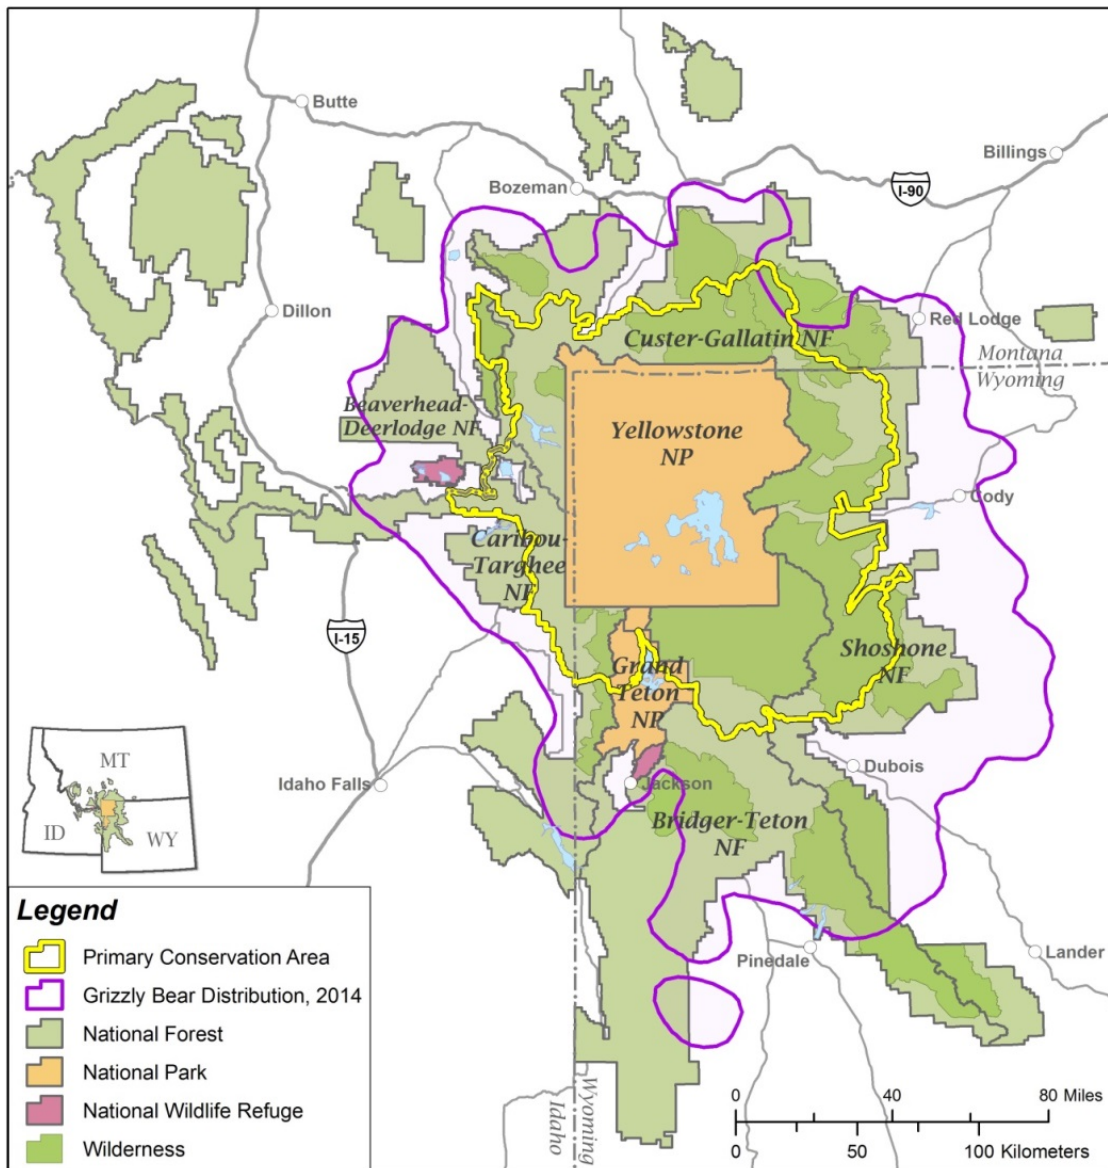 Butte
Billings
I-90
Bozeman
Dillon
Red Lodge
Custer-Gallatin NF
Montana
Wyoming
Beaverhead-
Deerlodge NF
Yellowstone
NP
Cody
Caribou-
Targhee
NF
I-15
Shoshone
NF
Grand
Teton
NP
MT
ID
WY
Idaho Falls
Dubois
Jackson
Bridger-Teton
NF
Pinedale
Lander
Legend
Primary Conservation Area
Grizzly Bear Distribution, 2014
National Forest
National Park
National Wildlife Refuge
Wilderness
Wyoming
Idaho
0 40 80 Miles
0 50 100 Kilometers